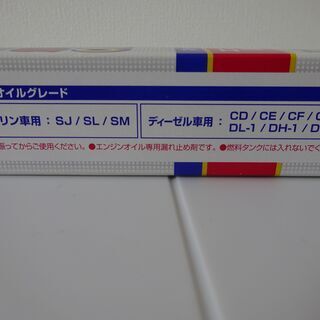 オイルグレード
リン車用：SJ / SL / SM
ディーゼル車用：CD / CE / CF /
DL-1 / DH-1 /
振ってからご使用ください。●エンジンオイル専用漏れ止め剤です。●燃料タンクには入れないでく